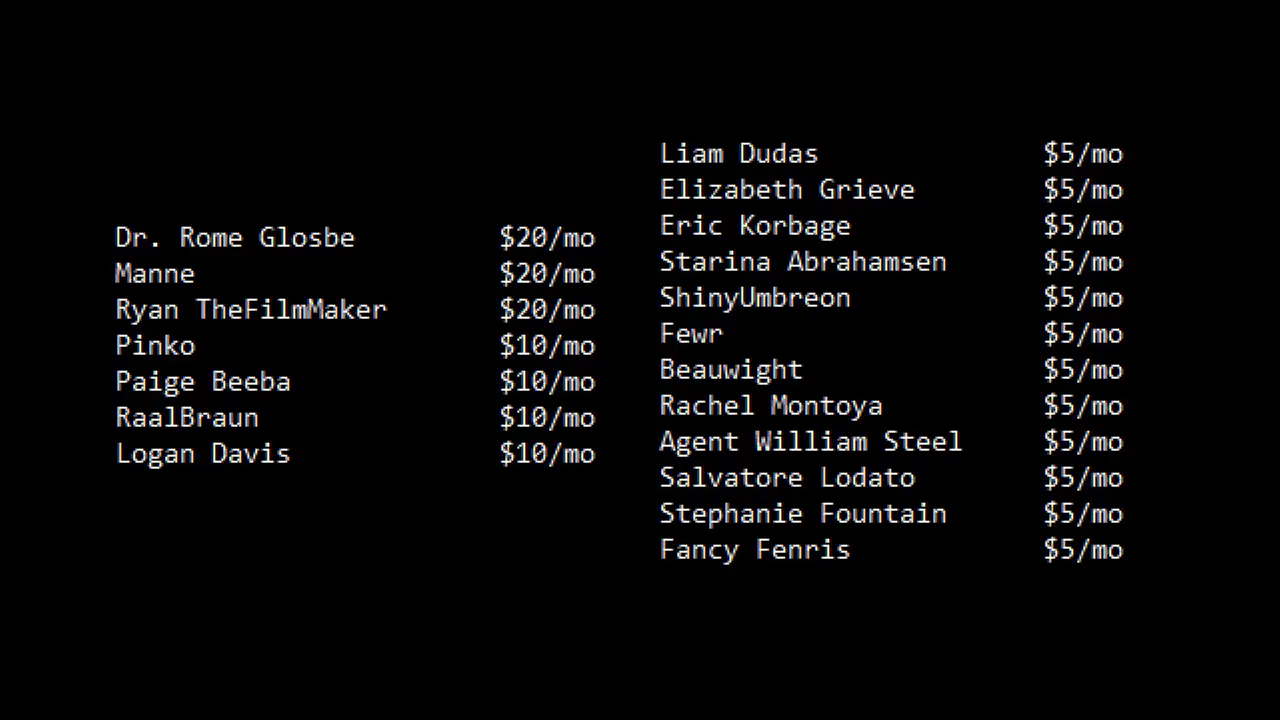 Dr. Rome Glosbe $20/mo
Manne $20/mo
Ryan TheFilmMaker $20/mo
Pinko $10/mo
Paige Beeba $10/mo
RaalBraun $10/mo
Logan Davis $10/mo
Liam Dudas $5/mo
Elizabeth Grieve $5/mo
Eric Korbage $5/mo
Starina Abrahamsen $5/mo
ShinyUmbreon $5/mo
Fewr $5/mo
Beauwight $5/mo
Rachel Montoya $5/mo
Agent William Steel $5/mo
Salvatore Lodato $5/mo
Stephanie Fountain $5/mo
Fancy Fenris $5/mo